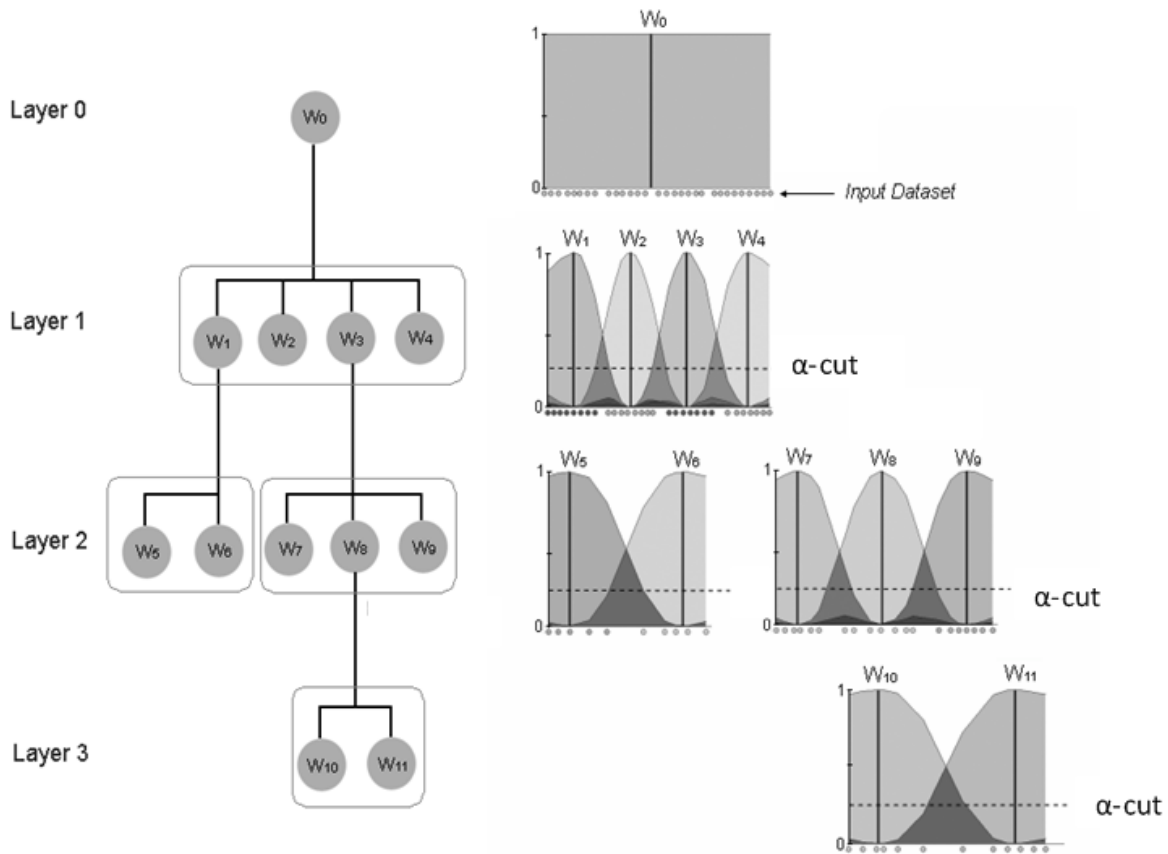 Layer 0
W₀
Layer 1
W₁ W₂ W₃ W₄
Layer 2
W₅ W₆ W₇ W₈ W₉
Layer 3
W₁₀ W₁₁
W₀
1
0
Input Dataset
W₁ W₂ W₃ W₄
1
0
α-cut
W₅ W₆
1
0
W₇ W₈ W₉
1
0
α-cut
W₁₀ W₁₁
1
0
α-cut